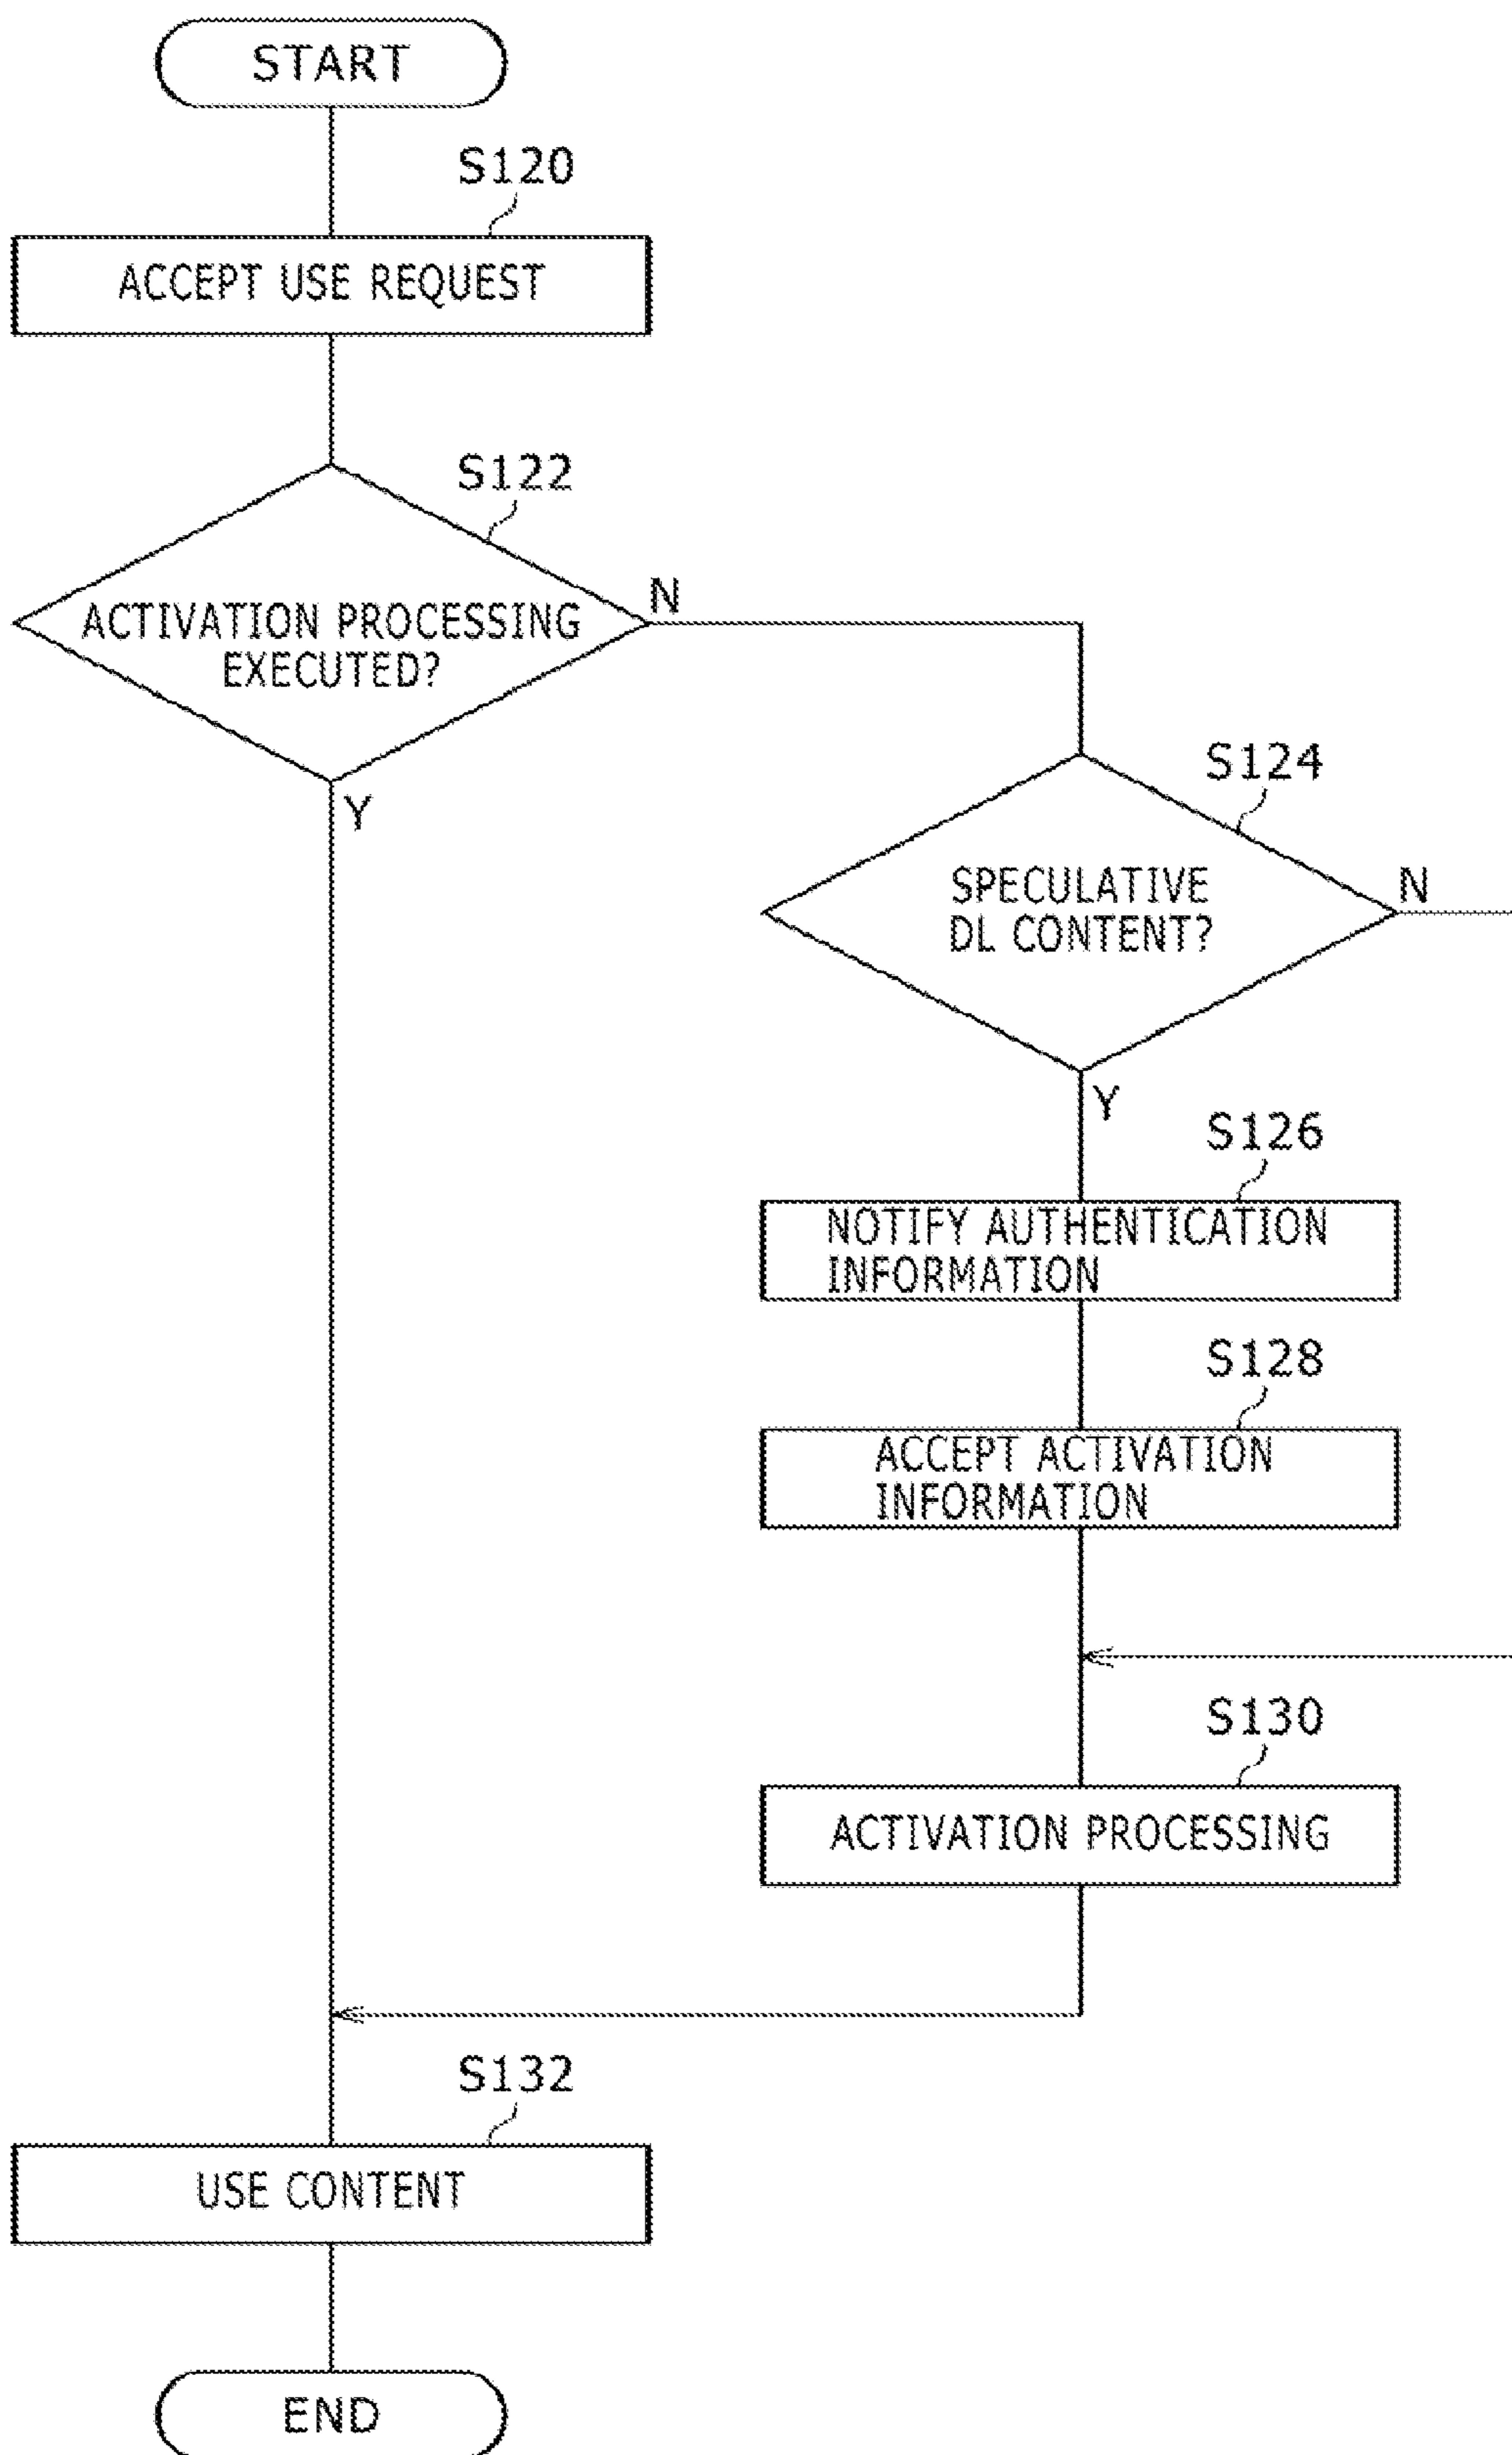 START
S120
ACCEPT USE REQUEST
S122
ACTIVATION PROCESSING
EXECUTED?
N
Y
S124
SPECULATIVE
DL CONTENT?
N
Y
S126
NOTIFY AUTHENTICATION
INFORMATION
S128
ACCEPT ACTIVATION
INFORMATION
S130
ACTIVATION PROCESSING
S132
USE CONTENT
END